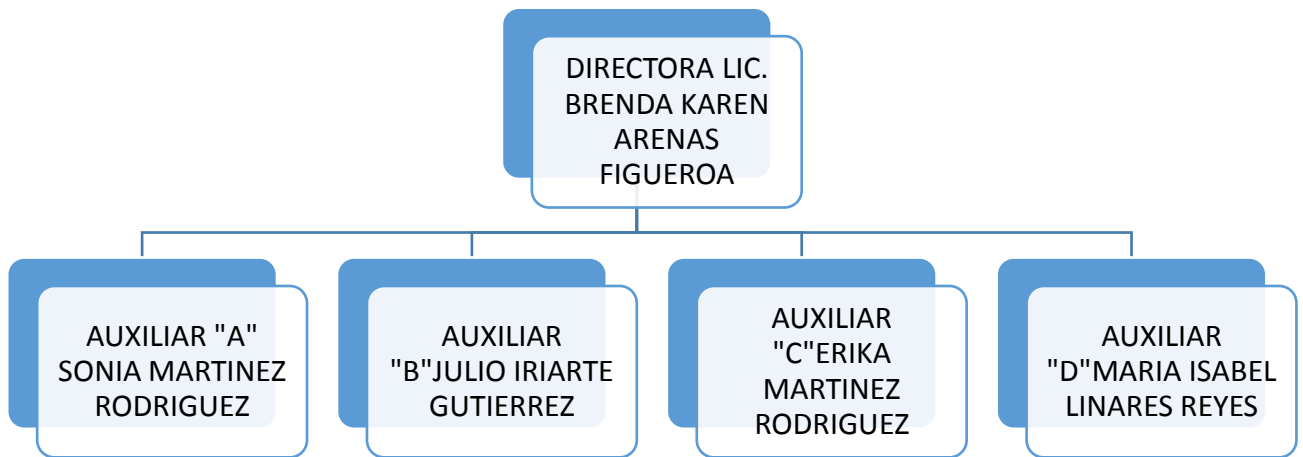 DIRECTORA LIC.
BRENDA KAREN
ARENAS
FIGUEROA
AUXILIAR "A"
SONIA MARTINEZ
RODRIGUEZ
AUXILIAR
"B"JULIO IRIARTE
GUTIERREZ
AUXILIAR
"C"ERIKA
MARTINEZ
RODRIGUEZ
AUXILIAR
"D"MARIA ISABEL
LINARES REYES